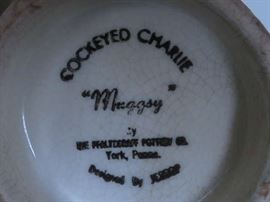 COCKEYED CHARLIE
"Muggsy"
By
THE PFALTZGRAFF POTTERY CO.
York, Penna.
Designed By